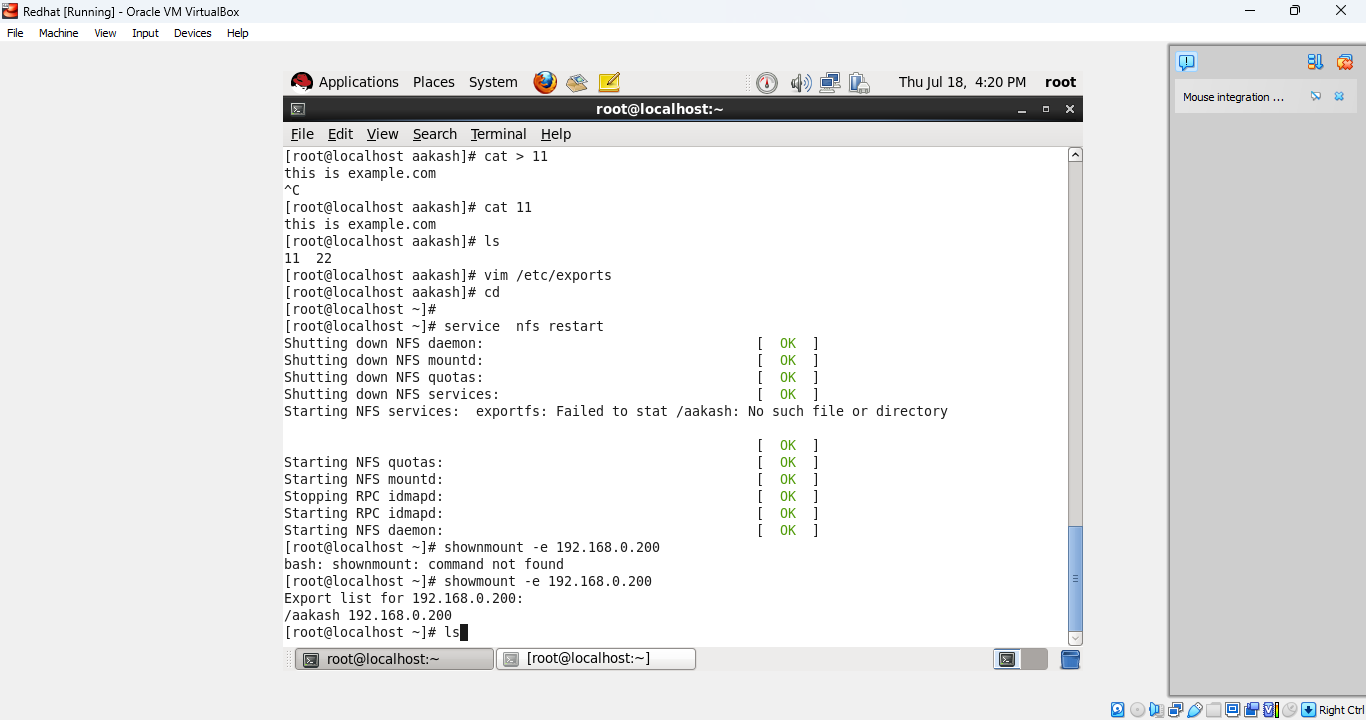 Redhat [Running] - Oracle VM VirtualBox
File Machine View Input Devices Help
Applications Places System Thu Jul 18, 4:20 PM root
root@localhost:~
File Edit View Search Terminal Help
[root@localhost aakash]# cat > 11
this is example.com
^C
[root@localhost aakash]# cat 11
this is example.com
[root@localhost aakash]# ls
11  22
[root@localhost aakash]# vim /etc/exports
[root@localhost aakash]# cd
[root@localhost ~]#
[root@localhost ~]# service  nfs restart
Shutting down NFS daemon: [ OK ]
Shutting down NFS mountd: [ OK ]
Shutting down NFS quotas: [ OK ]
Shutting down NFS services: [ OK ]
Starting NFS services:  exportfs: Failed to stat /aakash: No such file or directory
[ OK ]
Starting NFS quotas: [ OK ]
Starting NFS mountd: [ OK ]
Stopping RPC idmapd: [ OK ]
Starting RPC idmapd: [ OK ]
Starting NFS daemon: [ OK ]
[root@localhost ~]# shownmount -e 192.168.0.200
bash: shownmount: command not found
[root@localhost ~]# showmount -e 192.168.0.200
Export list for 192.168.0.200:
/aakash 192.168.0.200
[root@localhost ~]# ls
root@localhost:~ [root@localhost:~]
Mouse integration ...
Right Ctrl